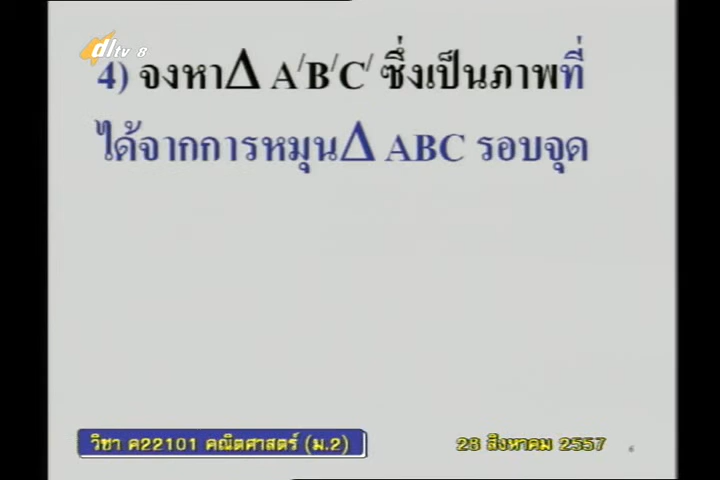 dltv 8
4) จงหาΔ A/B/C/ ซึ่งเป็นภาพที่
ได้จากการหมุนΔ ABC รอบจุด
วิชา ค22101 คณิตศาสตร์ (ม.2)
23 สิงหาคม 2557